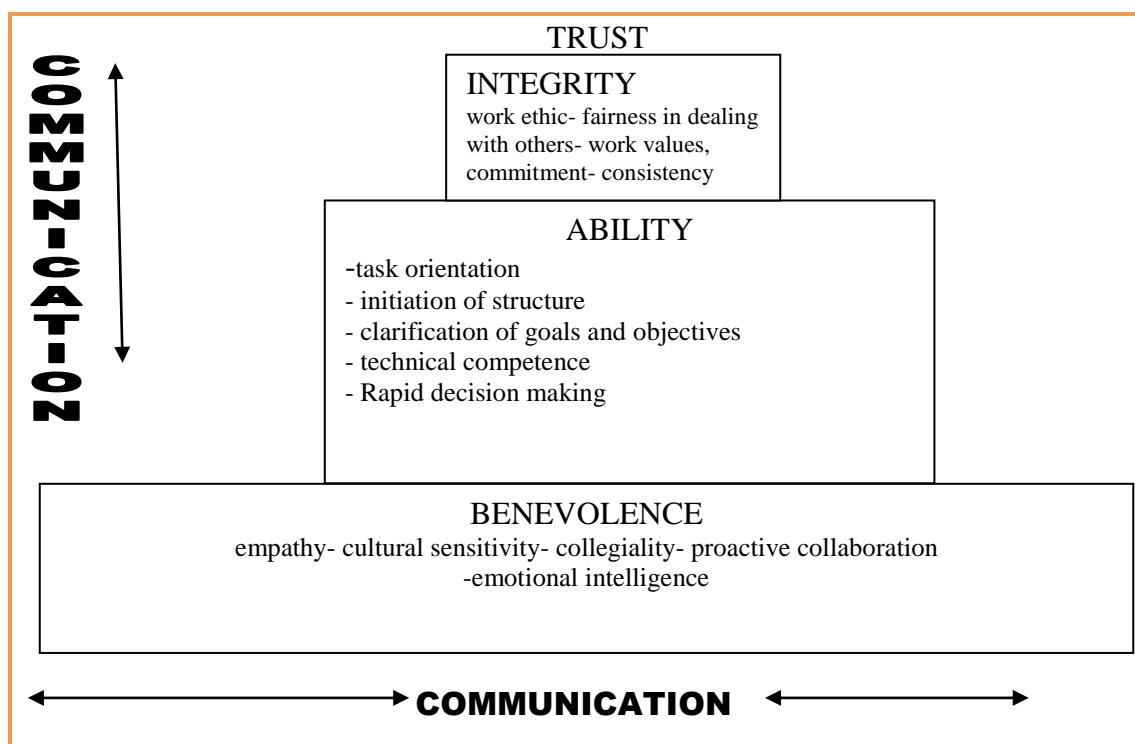 TRUST
COMMUNICATION
INTEGRITY
work ethic- fairness in dealing
with others- work values,
commitment- consistency
ABILITY
-task orientation
- initiation of structure
- clarification of goals and objectives
- technical competence
- Rapid decision making
BENEVOLENCE
empathy- cultural sensitivity- collegiality- proactive collaboration
-emotional intelligence
COMMUNICATION